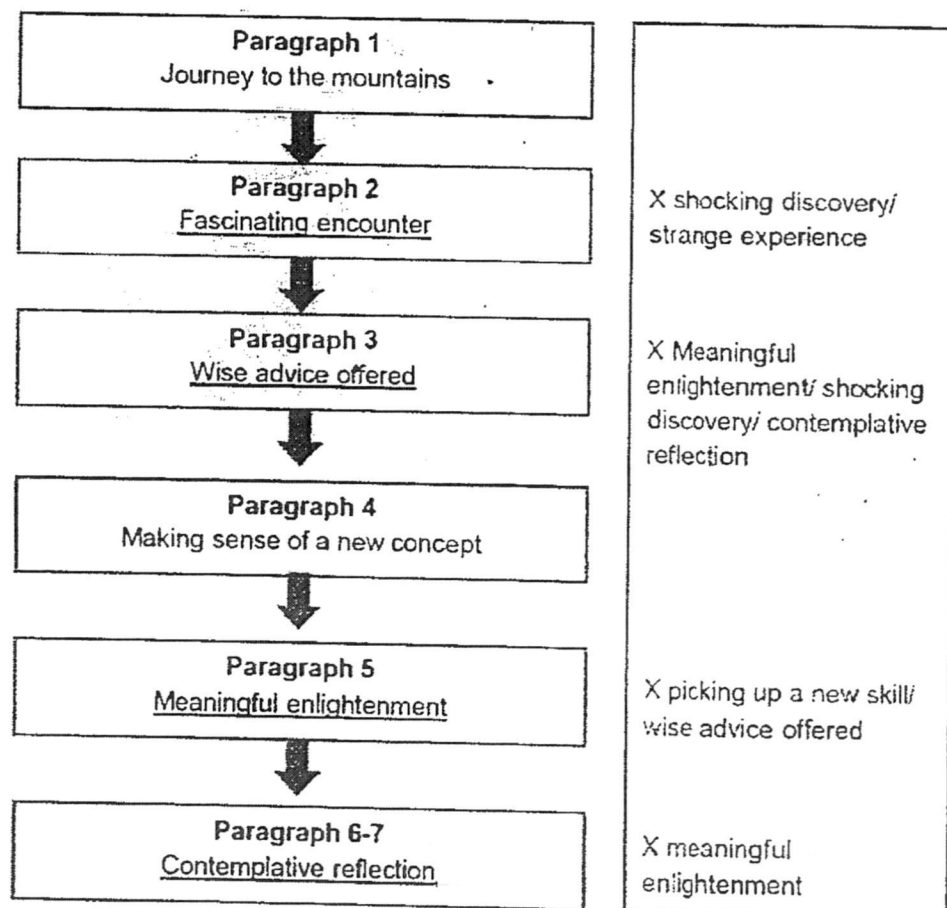 Paragraph 1
Journey to the mountains
Paragraph 2
Fascinating encounter
X shocking discovery/
strange experience
Paragraph 3
Wise advice offered
X Meaningful
enlightenment/ shocking
discovery/ contemplative
reflection
Paragraph 4
Making sense of a new concept
Paragraph 5
Meaningful enlightenment
X picking up a new skill/
wise advice offered
Paragraph 6-7
Contemplative reflection
X meaningful
enlightenment